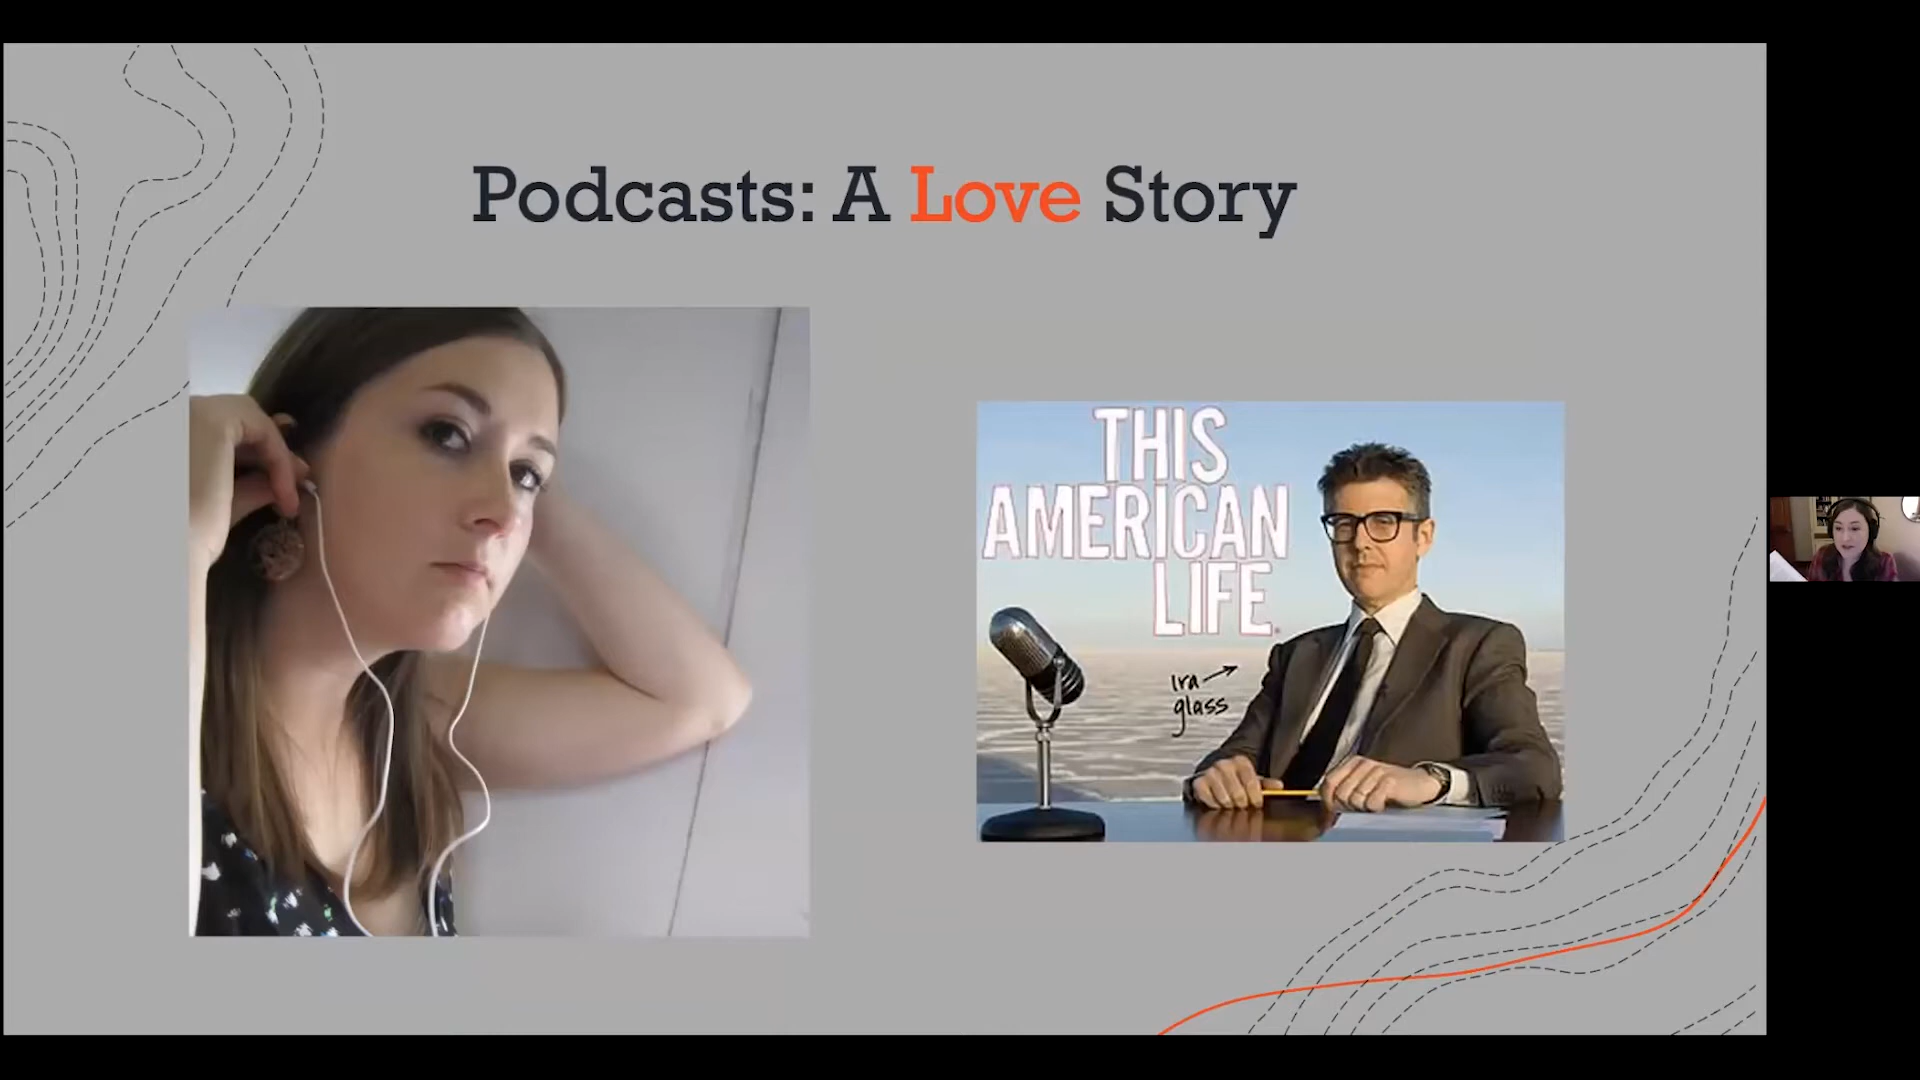 Podcasts: A Love Story
THIS
AMERICAN
LIFE.
ira
glass